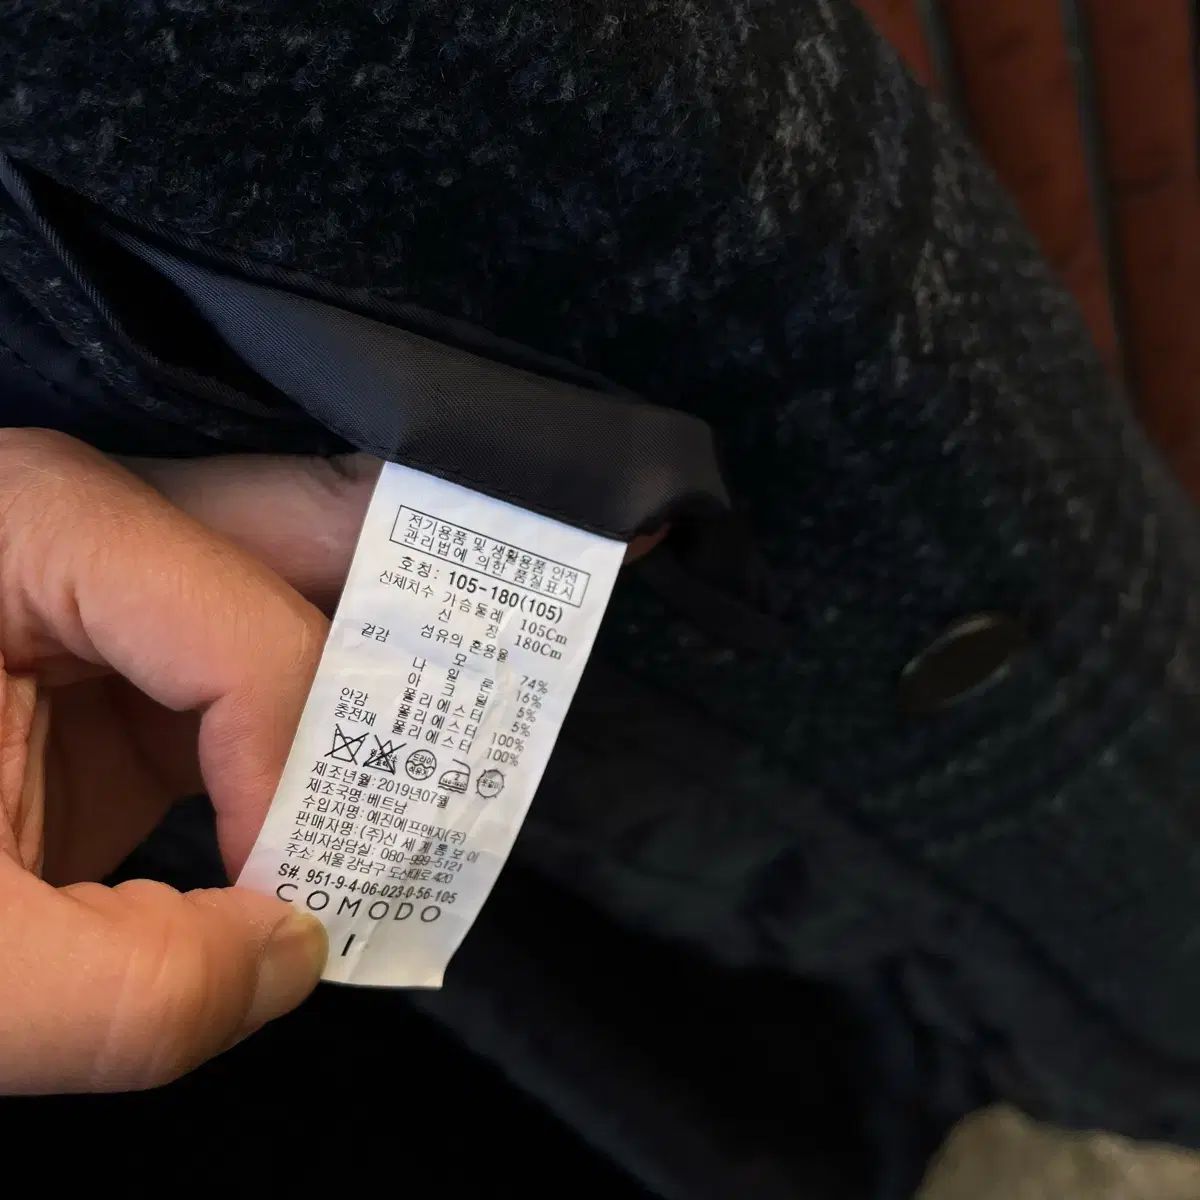 전기용품 및 생활용품 안전
관리법에 의한 품질표시
호칭: 105-180(105)
신체치수 가슴둘레 105Cm
신 장 180Cm
겉감 섬유의 혼용율
모 74%
나 일 론 16%
아 크 릴 5%
폴리에스터 5%
안감 폴리에스터 100%
충전재 폴리에스터 100%
드라이
석유계
제조년월: 2019년07월
제조국명: 베트남
수입자명: 예진에프앤지(주)
판매자명: (주)신세계톰보이
소비자상담실: 080-999-5121
주소: 서울 강남구 도산대로 420
S#. 951-9-4-06-023-0-56-105
COMODO
I